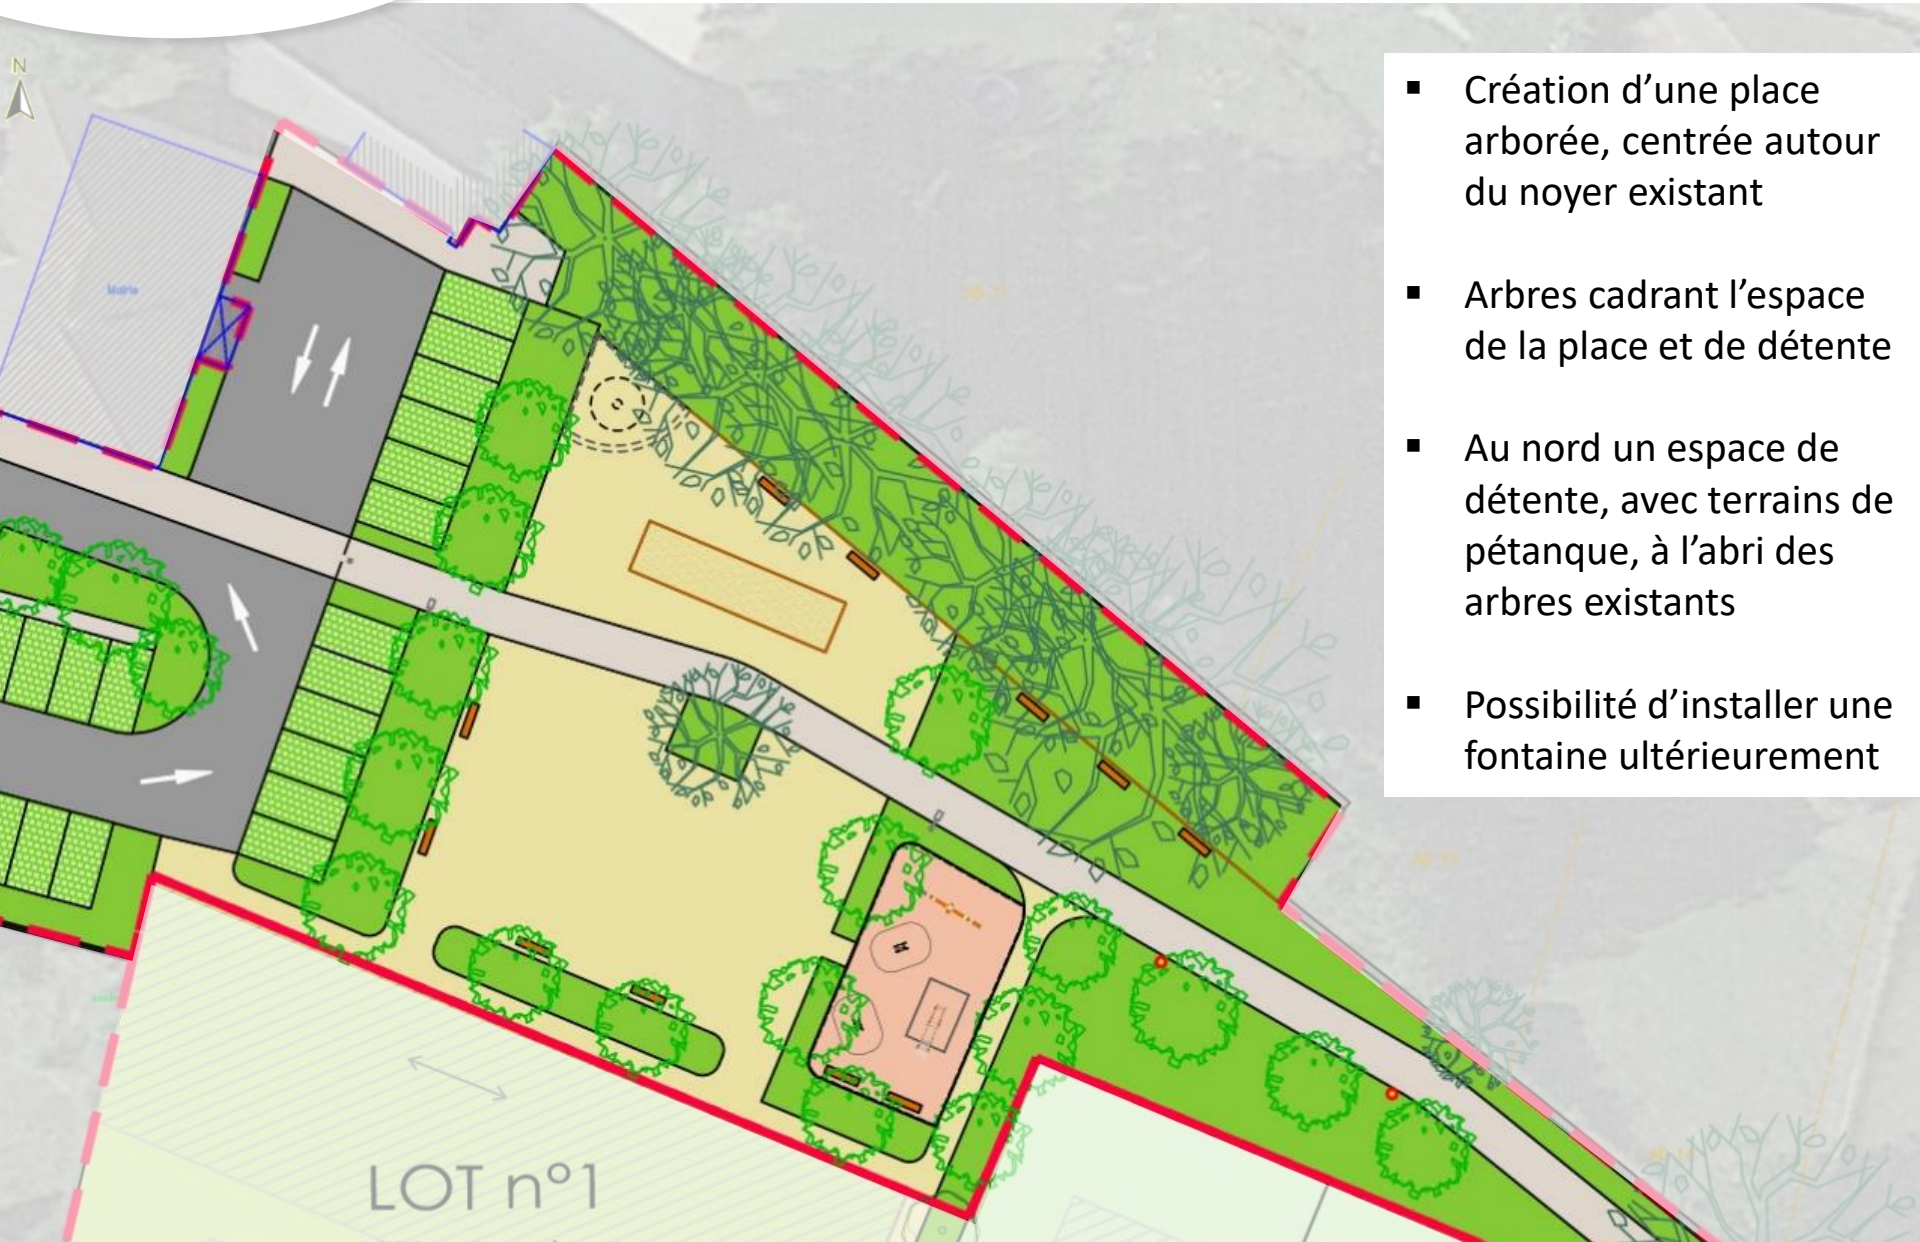 N
Mairie
▪ Création d’une place
arborée, centrée autour
du noyer existant
▪ Arbres cadrant l’espace
de la place et de détente
▪ Au nord un espace de
détente, avec terrains de
pétanque, à l’abri des
arbres existants
▪ Possibilité d’installer une
fontaine ultérieurement
LOT n°1